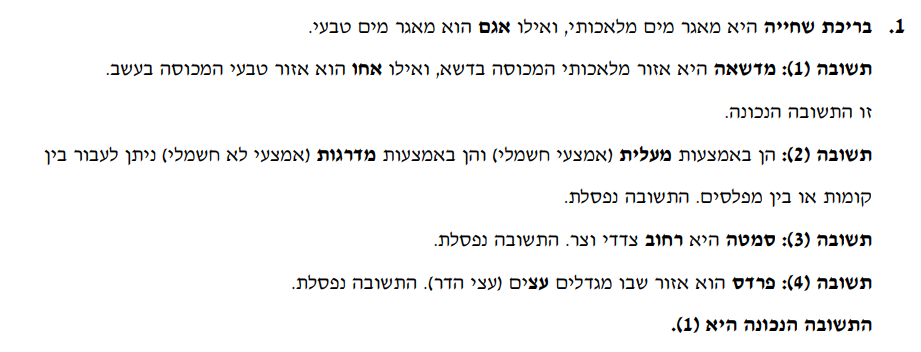 1. בריכת שחייה היא מאגר מים מלאכותי, ואילו אגם הוא מאגר מים טבעי.
תשובה (1): מדשאה היא אזור מלאכותי המכוסה בדשא, ואילו אחו הוא אזור טבעי המכוסה בעשב.
זו התשובה הנכונה.
תשובה (2): הן באמצעות מעלית (אמצעי חשמלי) והן באמצעות מדרגות (אמצעי לא חשמלי) ניתן לעבור בין
קומות או בין מפלסים. התשובה נפסלת.
תשובה (3): סמטה היא רחוב צדדי וצר. התשובה נפסלת.
תשובה (4): פרדס הוא אזור שבו מגדלים עצים (עצי הדר). התשובה נפסלת.
התשובה הנכונה היא (1).